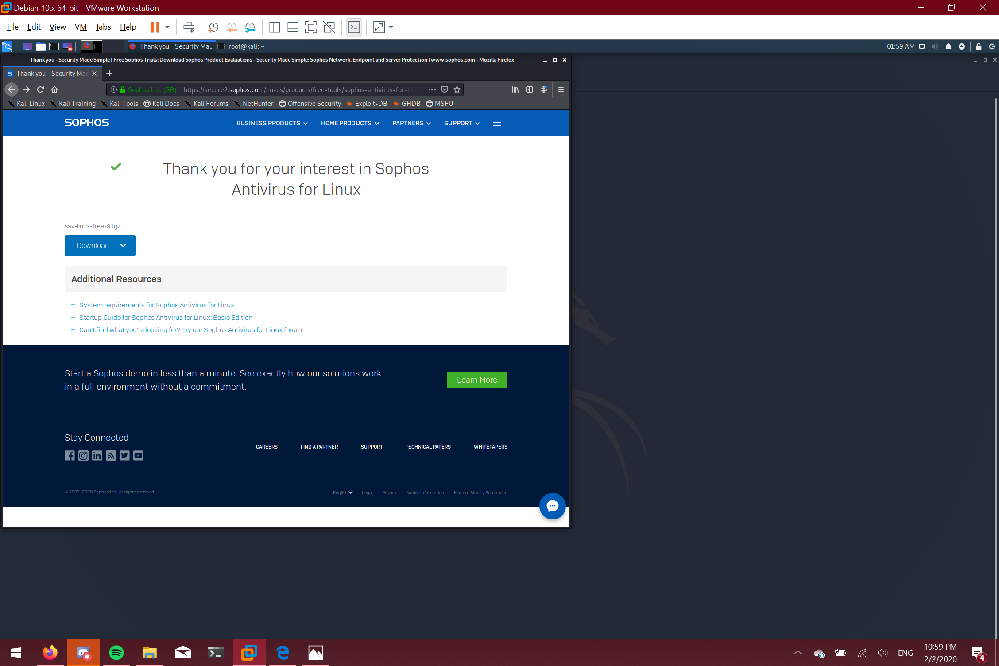 Debian 10.x 64-bit - VMware Workstation
File Edit View VM Tabs Help
Thank you - Security Ma... root@kali: ~ 01:59 AM
Thank you - Security Made Simple | Free Sophos Trials: Download Sophos Product Evaluations - Security Made Simple: Sophos Network, Endpoint and Server Protection | www.sophos.com - Mozilla Firefox
S Thank you - Security Mad
Sophos Ltd. (GB) https://secure2.sophos.com/en-us/products/free-tools/sophos-antivirus-for-li
Kali Linux Kali Training Kali Tools Kali Docs Kali Forums NetHunter Offensive Security Exploit-DB GHDB MSFU
SOPHOS BUSINESS PRODUCTS HOME PRODUCTS PARTNERS SUPPORT
Thank you for your interest in Sophos
Antivirus for Linux
sav-linux-free-9.tgz
Download
Additional Resources
– System requirements for Sophos Antivirus for Linux
– Startup Guide for Sophos Antivirus for Linux: Basic Edition
– Can't find what you're looking for? Try out Sophos Antivirus for Linux forum.
Start a Sophos demo in less than a minute. See exactly how our solutions work
in a full environment without a commitment.
Learn More
Stay Connected
CAREERS FIND A PARTNER SUPPORT TECHNICAL PAPERS WHITEPAPERS
© 1997- 2020 Sophos Ltd. All rights reserved.
English Legal Privacy Cookie Information Modern Slavery Statement
ENG
10:59 PM
2/2/2020
4